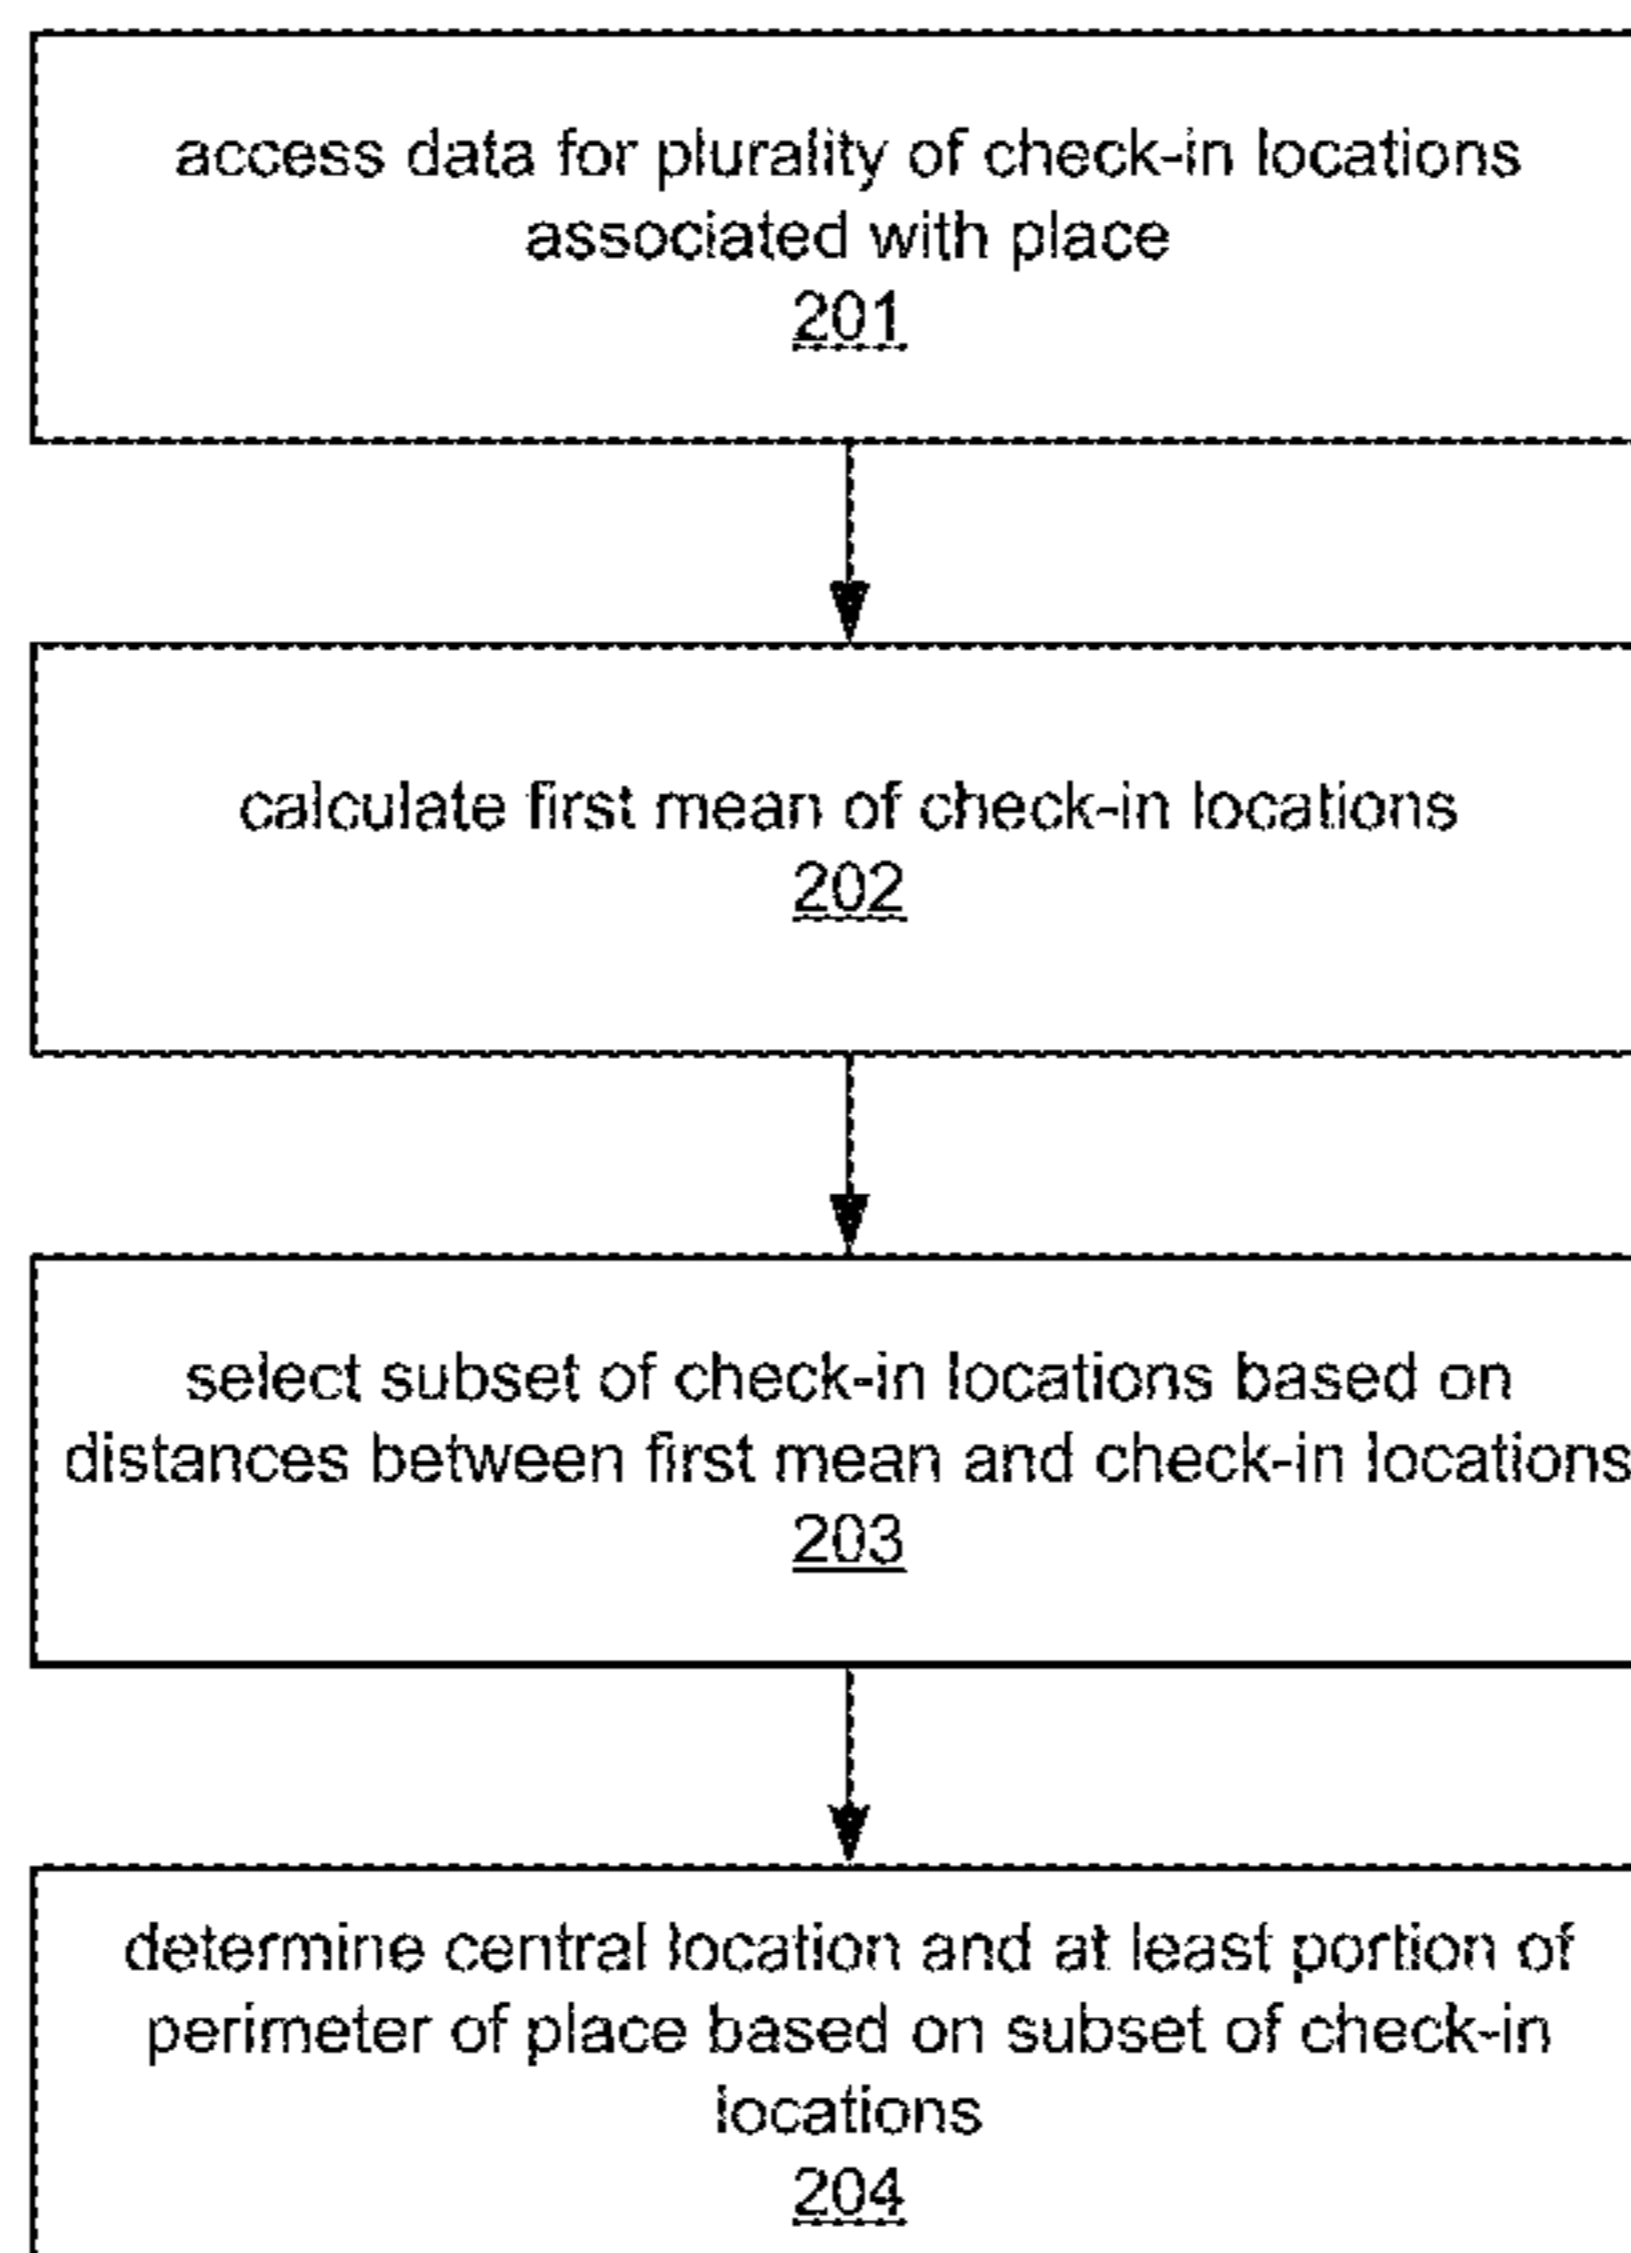 access data for plurality of check-in locations
associated with place
201
calculate first mean of check-in locations
202
select subset of check-in locations based on
distances between first mean and check-in locations
203
determine central location and at least portion of
perimeter of place based on subset of check-in
locations
204